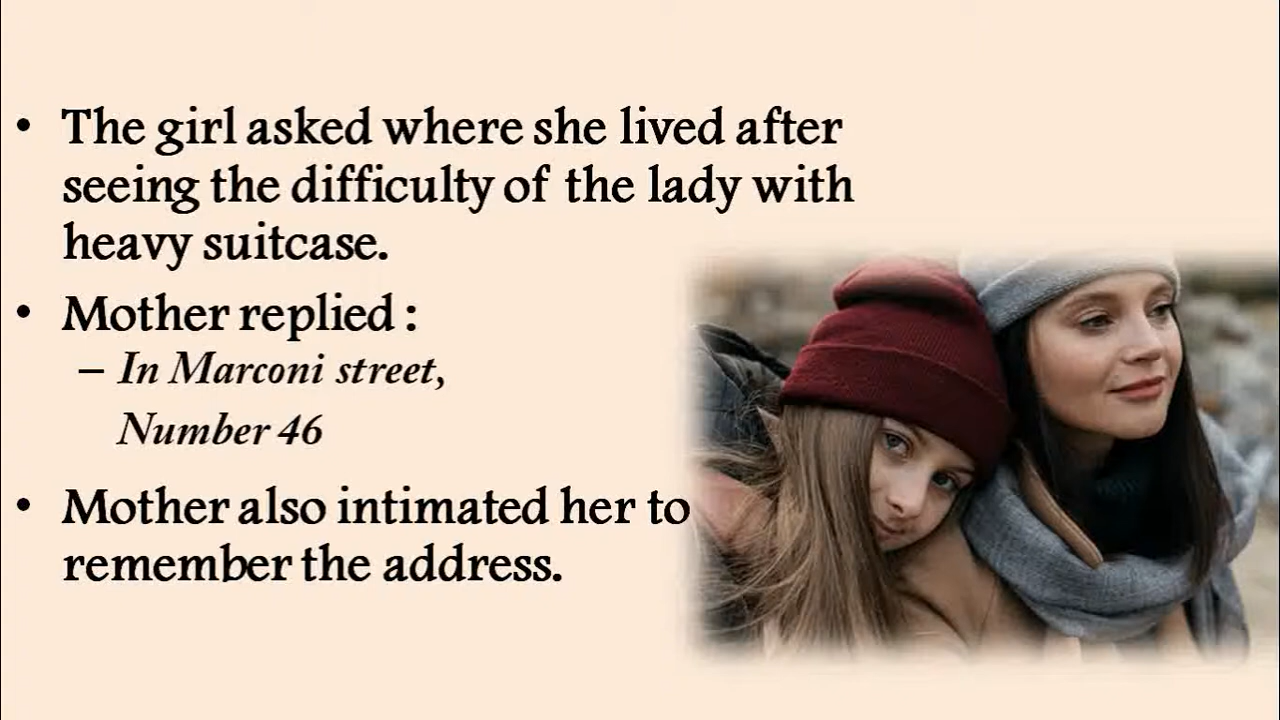 • The girl asked where she lived after
seeing the difficulty of the lady with
heavy suitcase.
• Mother replied :
– In Marconi street,
Number 46
• Mother also intimated her to
remember the address.